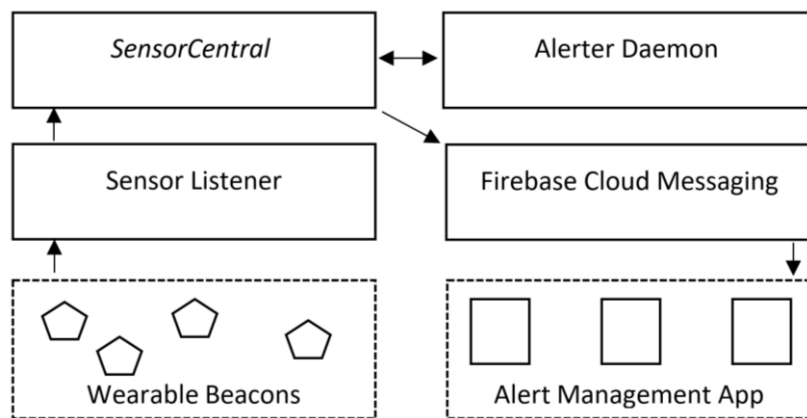 SensorCentral
Alerter Daemon
Sensor Listener
Firebase Cloud Messaging
Wearable Beacons
Alert Management App